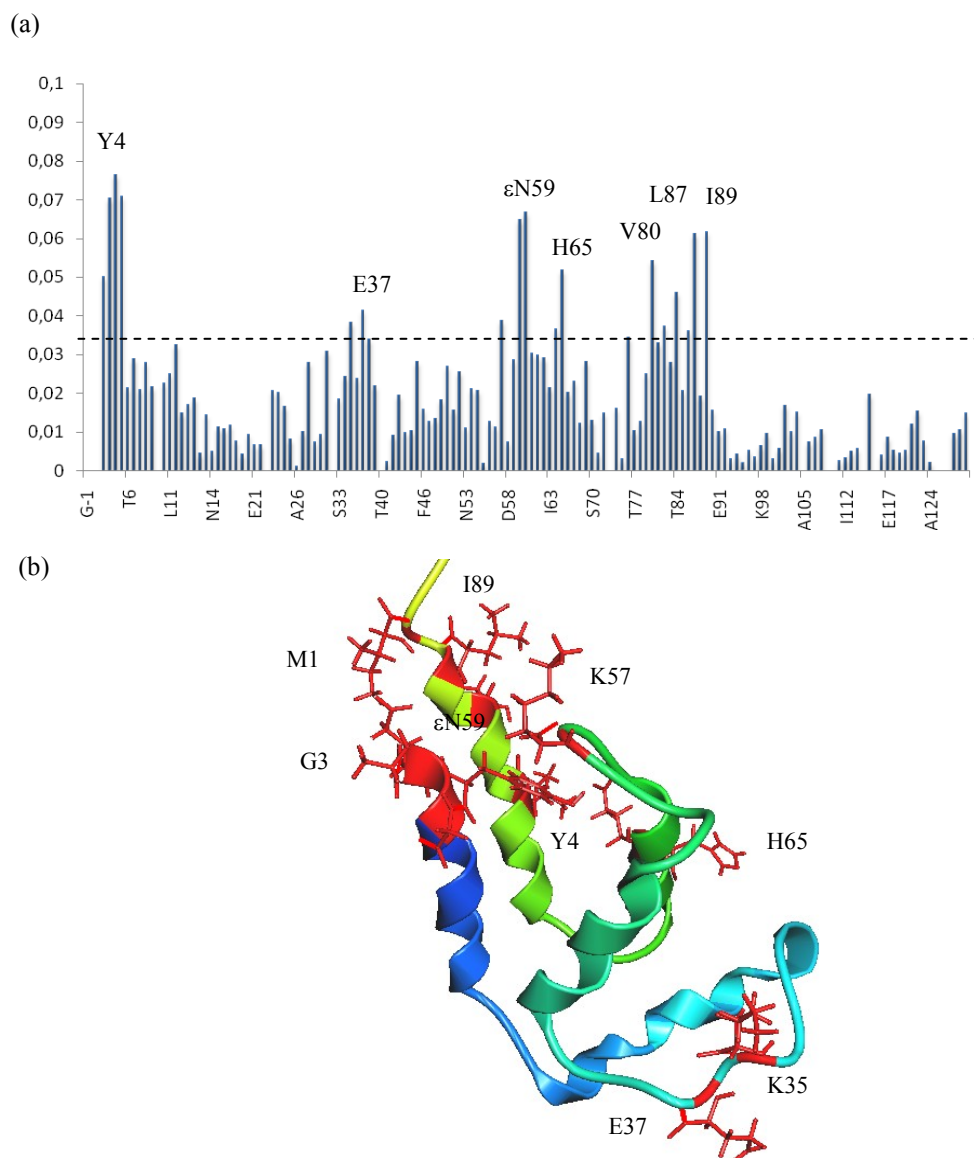 (a)
0,1
0,09
0,08
0,07
0,06
0,05
0,04
0,03
0,02
0,01
0
Y4
E37
εN59
H65
V80
L87
I89
G-1
T6
L11
N14
E21
A26
S33
T40
F46
N53
D58
I63
S70
T77
T84
E91
K98
A105
I112
E117
A124
(b)
I89
M1
K57
εN59
G3
Y4
H65
K35
E37